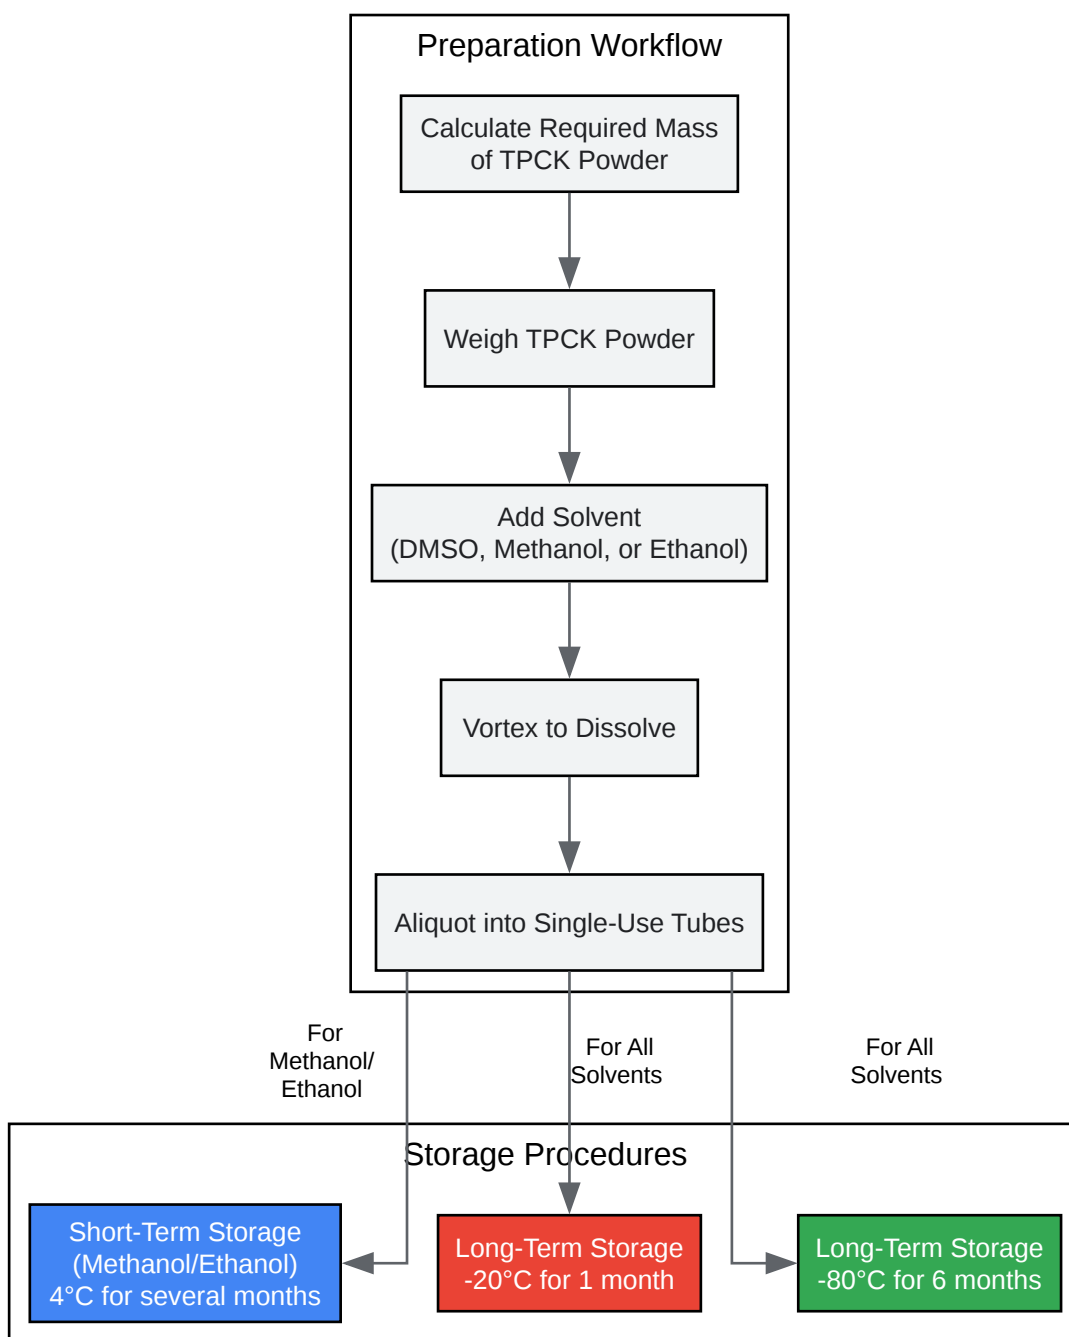 Preparation Workflow
Calculate Required Mass
of TPCK Powder
Weigh TPCK Powder
Add Solvent
(DMSO, Methanol, or Ethanol)
Vortex to Dissolve
Aliquot into Single-Use Tubes
For
Methanol/
Ethanol
For All
Solvents
For All
Solvents
Storage Procedures
Short-Term Storage
(Methanol/Ethanol)
4°C for several months
Long-Term Storage
-20°C for 1 month
Long-Term Storage
-80°C for 6 months